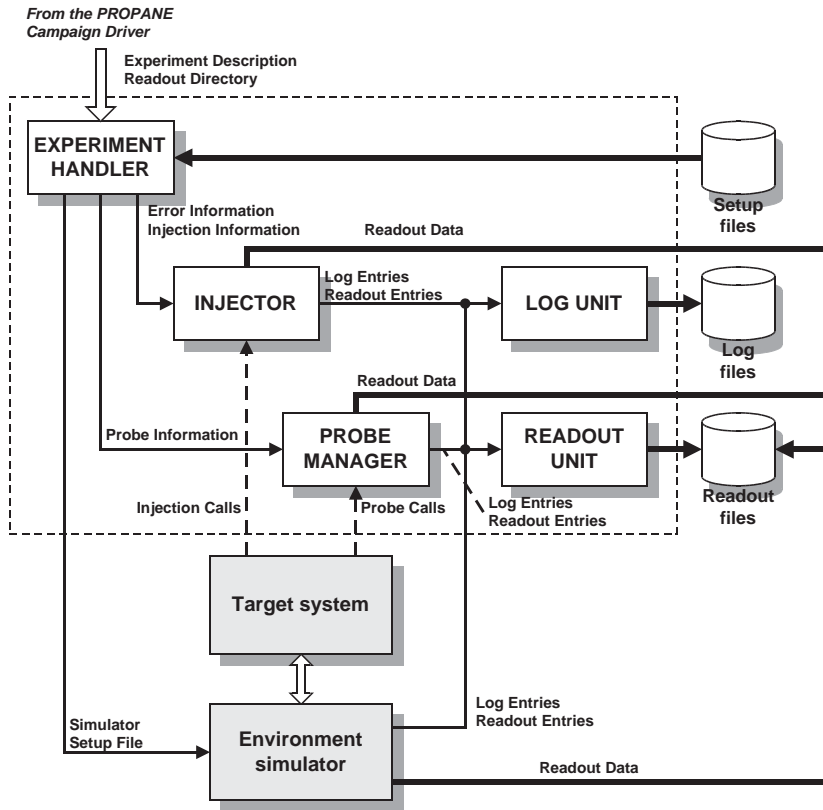 From the PROPANE
Campaign Driver
Experiment Description
Readout Directory
EXPERIMENT
HANDLER
Setup
files
Error Information
Injection Information
Readout Data
INJECTOR
Log Entries
Readout Entries
LOG UNIT
Log
files
Readout Data
Probe Information
PROBE
MANAGER
READOUT
UNIT
Readout
files
Injection Calls
Probe Calls
Log Entries
Readout Entries
Target system
Simulator
Setup File
Environment
simulator
Log Entries
Readout Entries
Readout Data